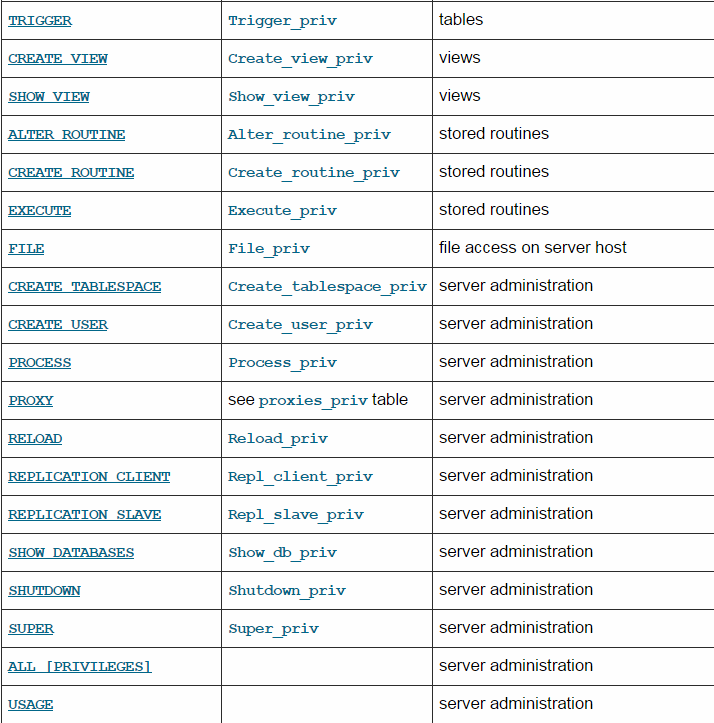 TRIGGER Trigger_priv tables
CREATE VIEW Create_view_priv views
SHOW VIEW Show_view_priv views
ALTER ROUTINE Alter_routine_priv stored routines
CREATE ROUTINE Create_routine_priv stored routines
EXECUTE Execute_priv stored routines
FILE File_priv file access on server host
CREATE TABLESPACE Create_tablespace_priv server administration
CREATE USER Create_user_priv server administration
PROCESS Process_priv server administration
PROXY see proxies_priv table server administration
RELOAD Reload_priv server administration
REPLICATION CLIENT Repl_client_priv server administration
REPLICATION SLAVE Repl_slave_priv server administration
SHOW DATABASES Show_db_priv server administration
SHUTDOWN Shutdown_priv server administration
SUPER Super_priv server administration
ALL [PRIVILEGES] server administration
USAGE server administration